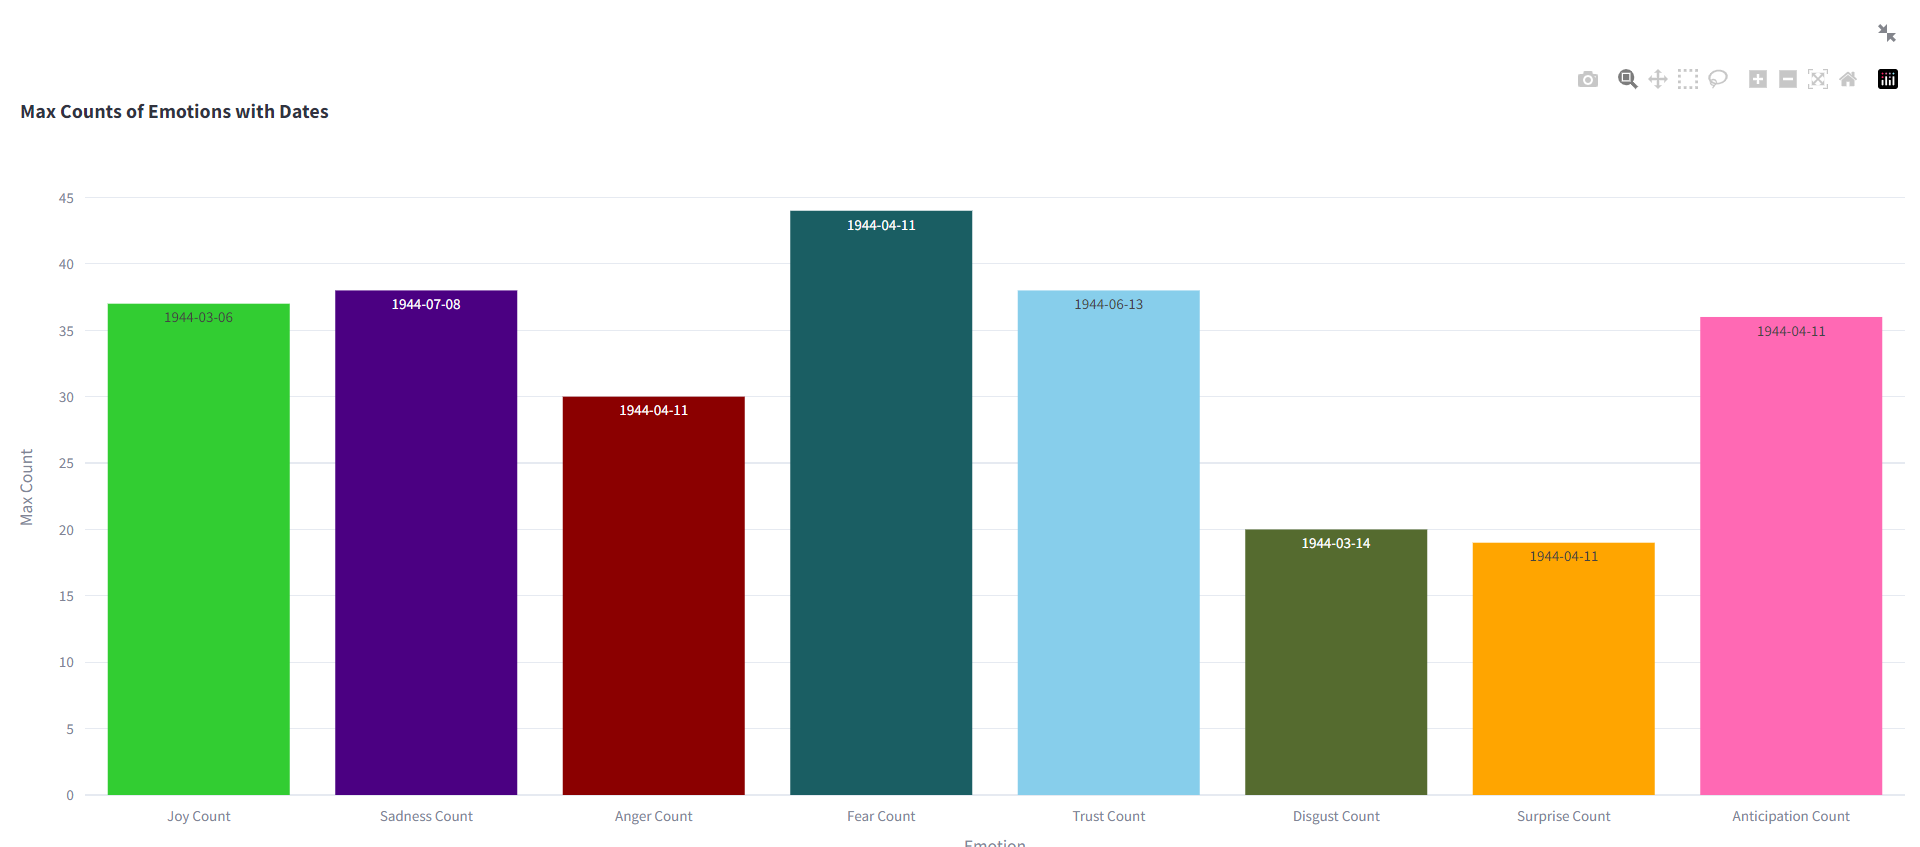 Max Counts of Emotions with Dates
45
40
35
30
25
20
15
10
5
0
Max Count
1944-03-06
1944-07-08
1944-04-11
1944-04-11
1944-06-13
1944-03-14
1944-04-11
1944-04-11
Joy Count
Sadness Count
Anger Count
Fear Count
Trust Count
Disgust Count
Surprise Count
Anticipation Count
Emotion